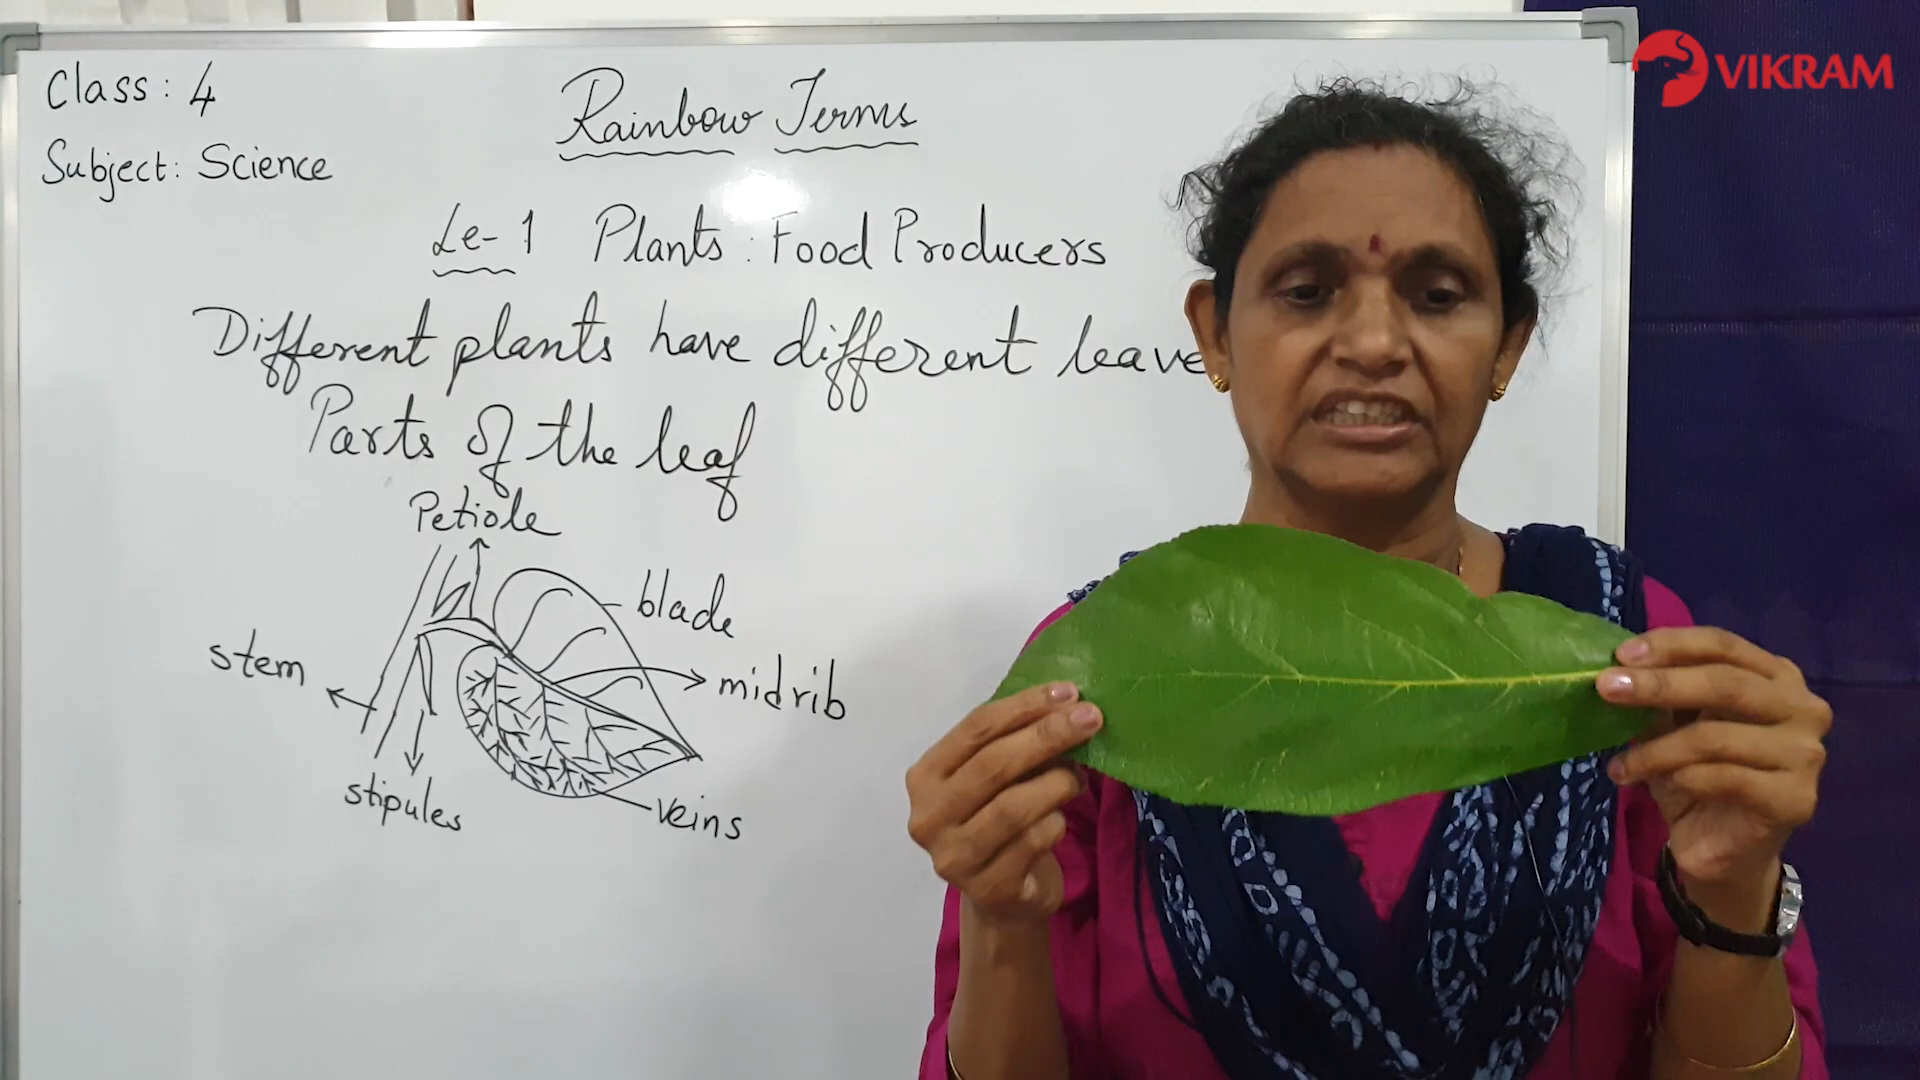 VIKRAM
Class: 4
Subject: Science
Rainbow Terms
Le-1 Plants: Food Producers
Different plants have different leave
Parts of the leaf
Petiole
blade
stem
midrib
stipules
veins